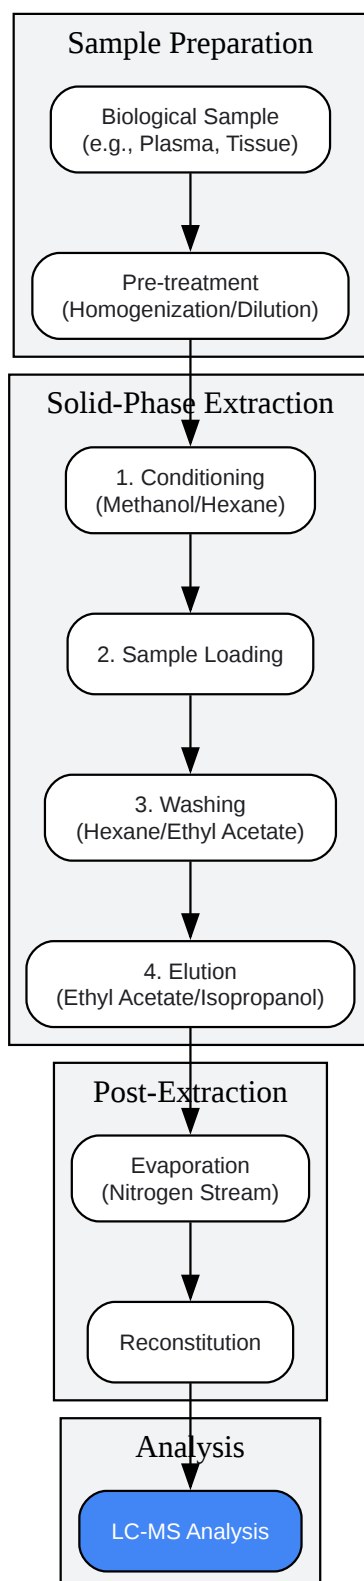 Sample Preparation
Biological Sample
(e.g., Plasma, Tissue)
Pre-treatment
(Homogenization/Dilution)
Solid-Phase Extraction
1. Conditioning
(Methanol/Hexane)
2. Sample Loading
3. Washing
(Hexane/Ethyl Acetate)
4. Elution
(Ethyl Acetate/Isopropanol)
Post-Extraction
Evaporation
(Nitrogen Stream)
Reconstitution
Analysis
LC-MS Analysis